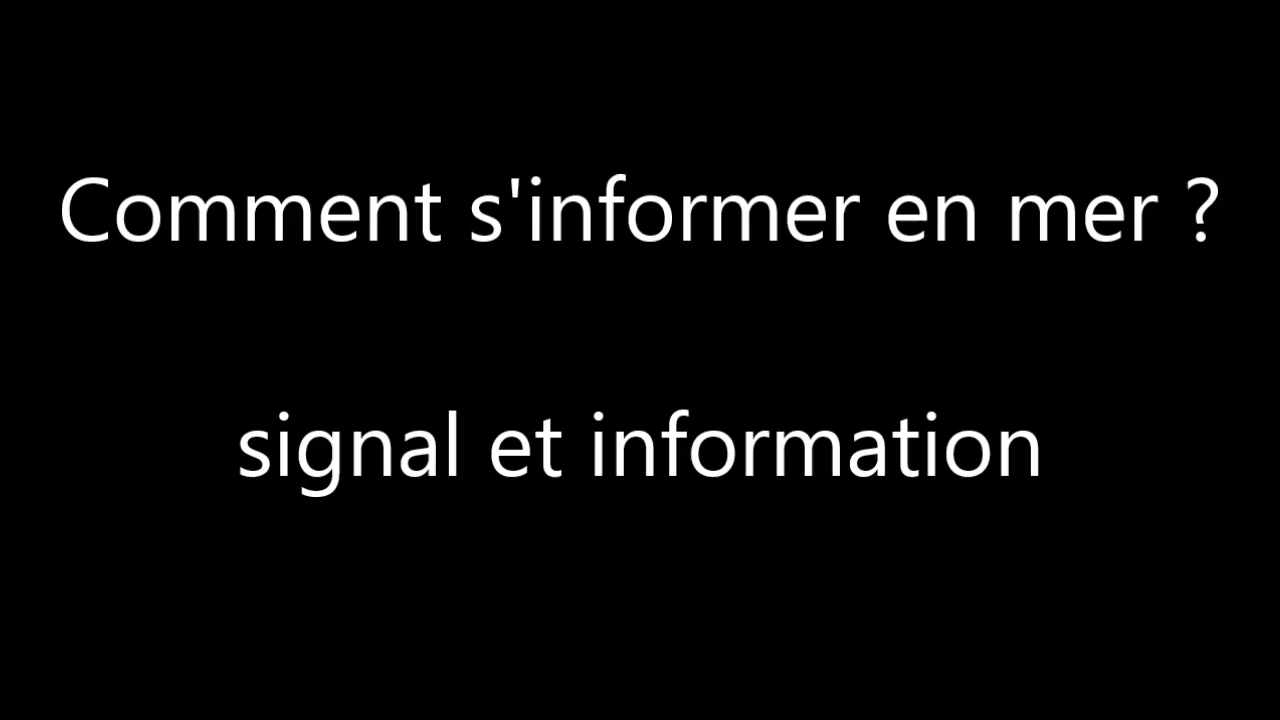 Comment s'informer en mer ?
signal et information